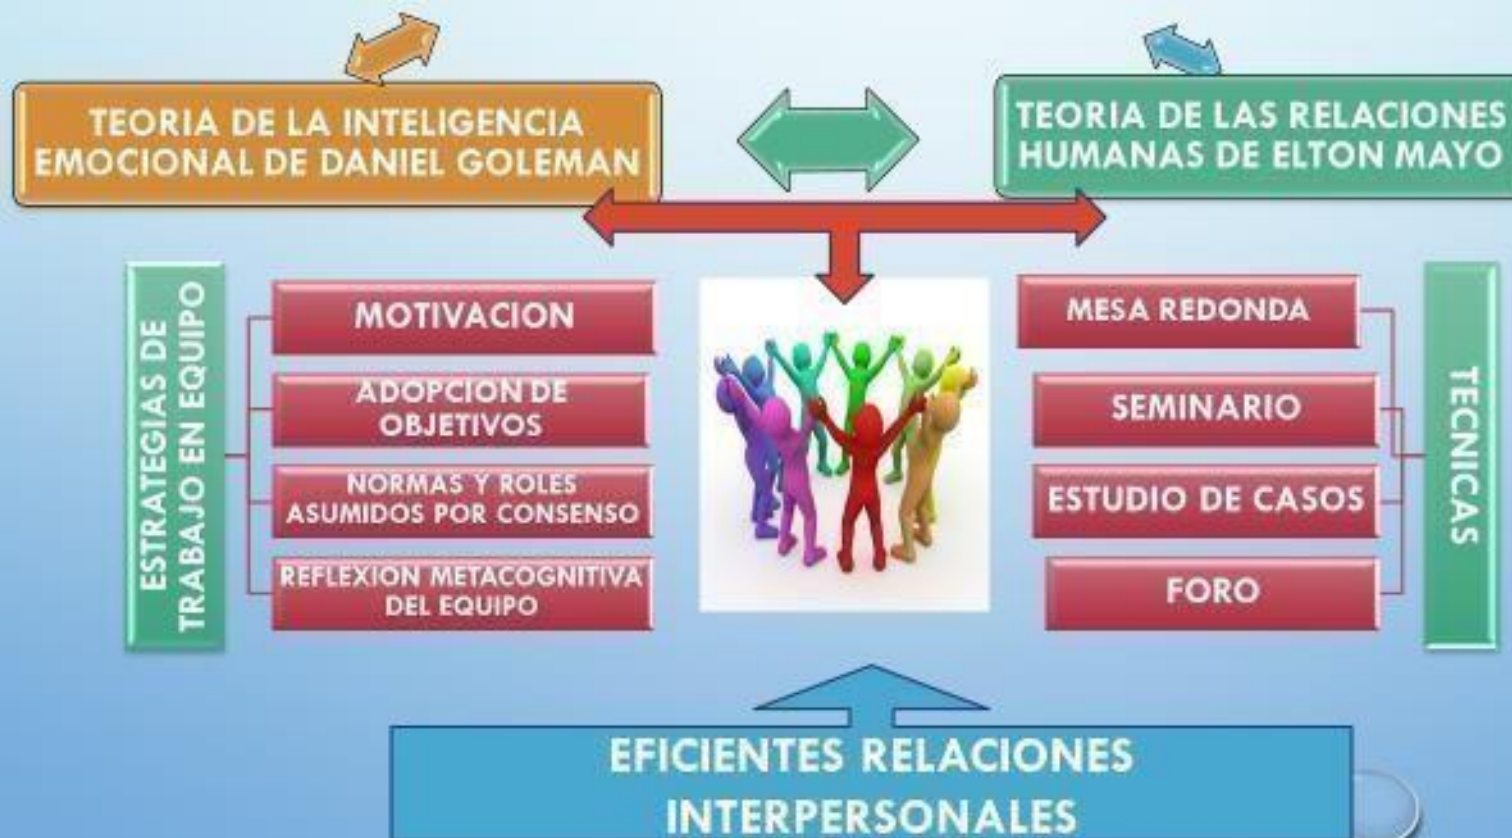 TEORIA DE LA INTELIGENCIA
EMOCIONAL DE DANIEL GOLEMAN
TEORIA DE LAS RELACIONES
HUMANAS DE ELTON MAYO
ESTRATEGIAS DE
TRABAJO EN EQUIPO
MOTIVACION
ADOPCION DE
OBJETIVOS
NORMAS Y ROLES
ASUMIDOS POR CONSENSO
REFLEXION METACOGNITIVA
DEL EQUIPO
MESA REDONDA
SEMINARIO
ESTUDIO DE CASOS
FORO
TECNICAS
EFICIENTES RELACIONES
INTERPERSONALES